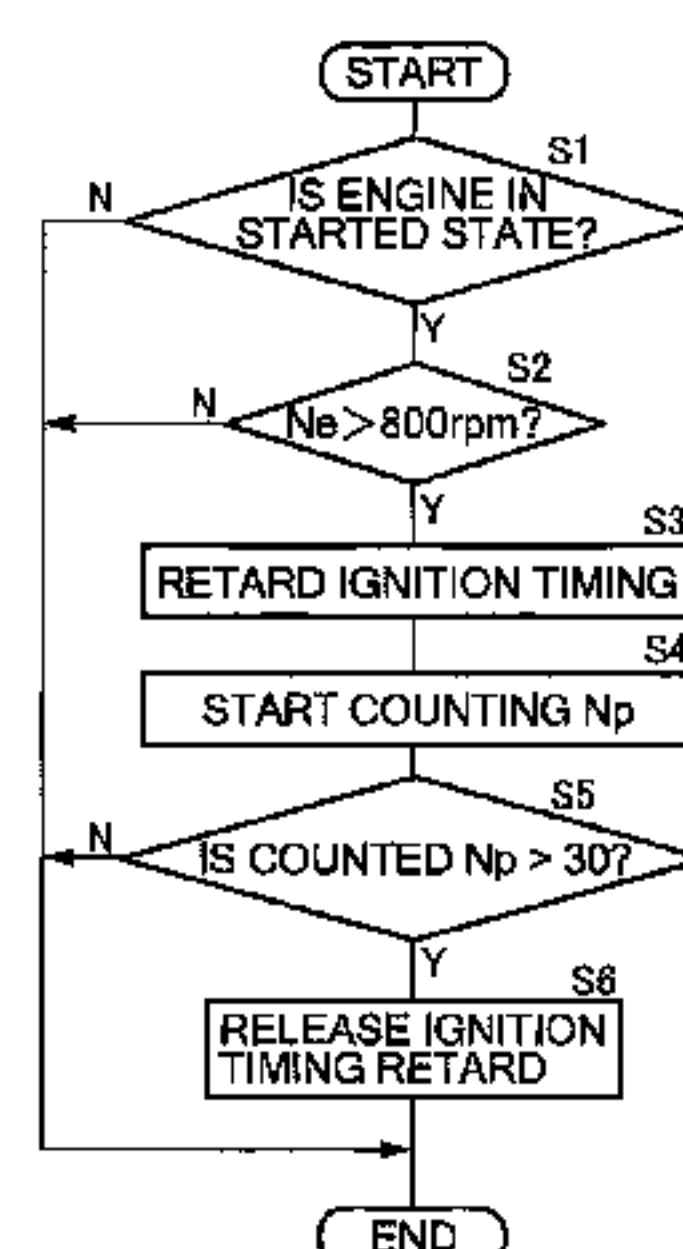 START
S1
N
IS ENGINE IN
STARTED STATE?
Y
S2
N
Ne>800rpm?
Y
S3
RETARD IGNITION TIMING
S4
START COUNTING Np
S5
N
IS COUNTED Np > 30?
Y
S6
RELEASE IGNITION
TIMING RETARD
END